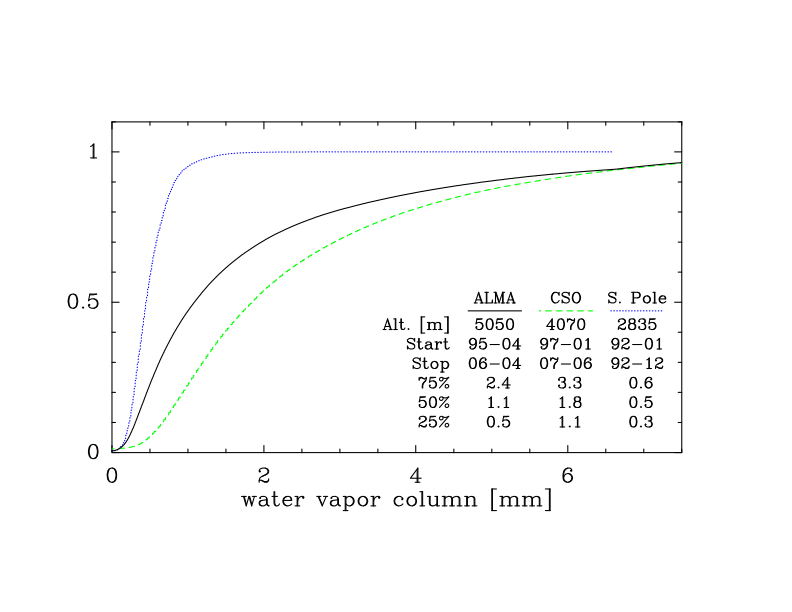 1
0.5
0
ALMA CSO S. Pole
Alt. [m] 5050 4070 2835
Start 95−04 97−01 92−01
Stop 06−04 07−06 92−12
75% 2.4 3.3 0.6
50% 1.1 1.8 0.5
25% 0.5 1.1 0.3
0 2 4 6
water vapor column [mm]